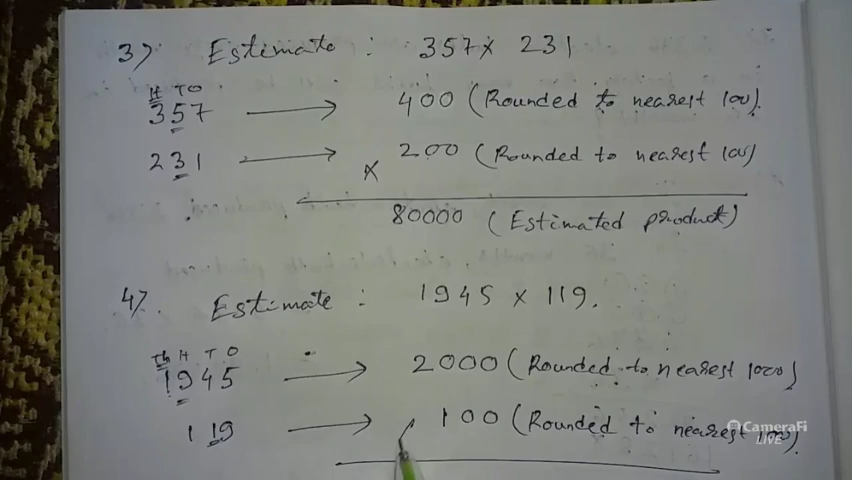 3). Estimate : 357 x 231
H T O
357 → 400 (Rounded to nearest 100).
231 → x 200 (Rounded to nearest 100)
80000 (Estimated product)
4). Estimate : 1945 x 119.
Th H T O
1945 → 2000 (Rounded to nearest 1000)
119 → 100 (Rounded to nearest 100).
CameraFi
LIVE